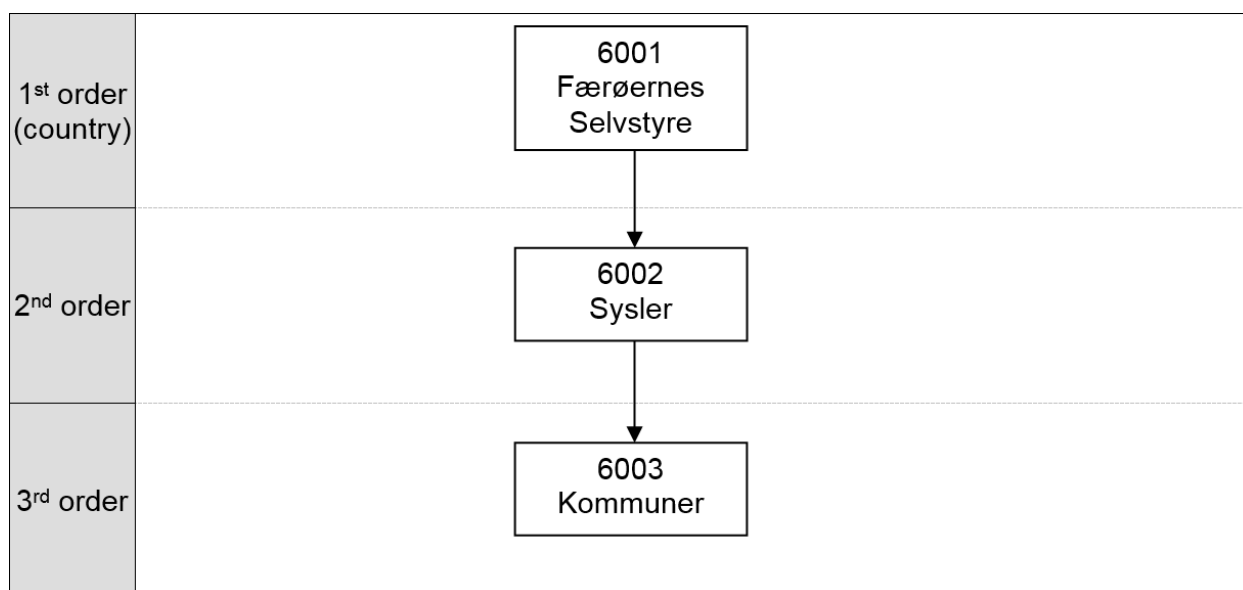 1st order
(country)
6001
Færøernes
Selvstyre
2nd order
6002
Sysler
3rd order
6003
Kommuner